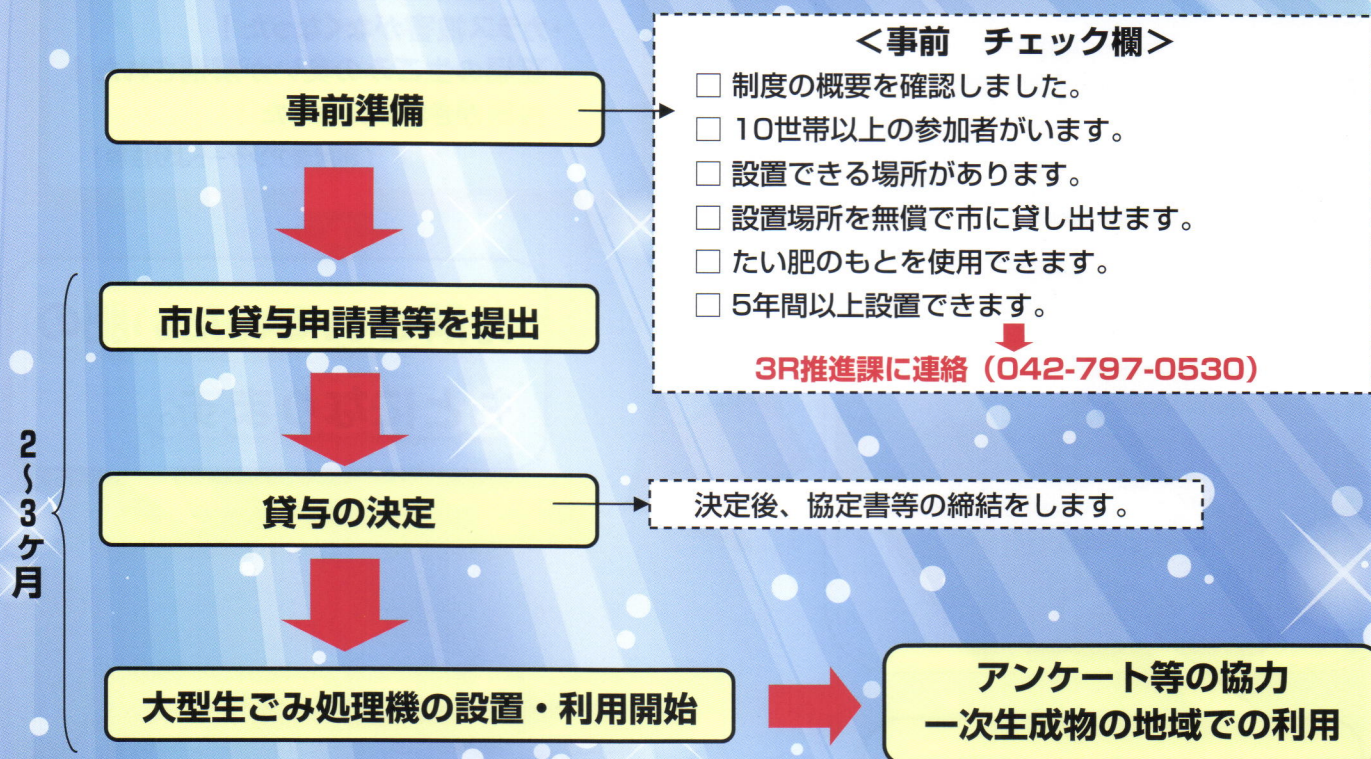 事前準備
＜事前　チェック欄＞
□ 制度の概要を確認しました。
□ 10世帯以上の参加者がいます。
□ 設置できる場所があります。
□ 設置場所を無償で市に貸し出せます。
□ たい肥のもとを使用できます。
□ 5年間以上設置できます。
3R推進課に連絡（042-797-0530）
市に貸与申請書等を提出
2～3ヶ月
貸与の決定
決定後、協定書等の締結をします。
大型生ごみ処理機の設置・利用開始
アンケート等の協力
一次生成物の地域での利用